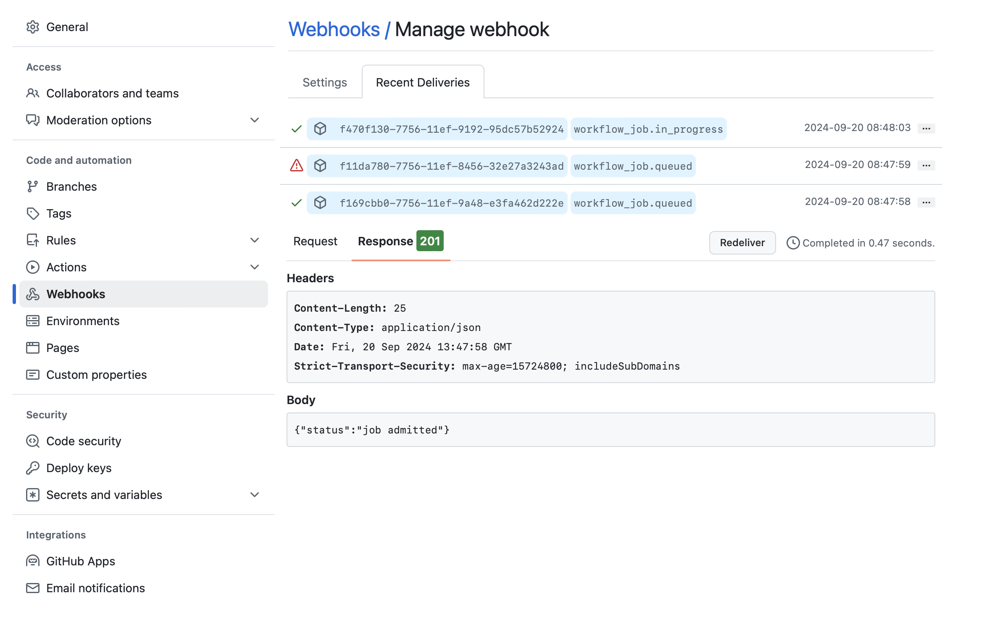 General
Access
Collaborators and teams
Moderation options
Code and automation
Branches
Tags
Rules
Actions
Webhooks
Environments
Pages
Custom properties
Security
Code security
Deploy keys
Secrets and variables
Integrations
GitHub Apps
Email notifications
Webhooks / Manage webhook
Settings Recent Deliveries
f470f130-7756-11ef-9192-95dc57b52924 workflow_job.in_progress 2024-09-20 08:48:03 ...
f11da780-7756-11ef-8456-32e27a3243ad workflow_job.queued 2024-09-20 08:47:59 ...
f169cbb0-7756-11ef-9a48-e3fa462d222e workflow_job.queued 2024-09-20 08:47:58 ...
Request Response 201 Redeliver Completed in 0.47 seconds.
Headers
Content-Length: 25
Content-Type: application/json
Date: Fri, 20 Sep 2024 13:47:58 GMT
Strict-Transport-Security: max-age=15724800; includeSubDomains
Body
{"status":"job admitted"}